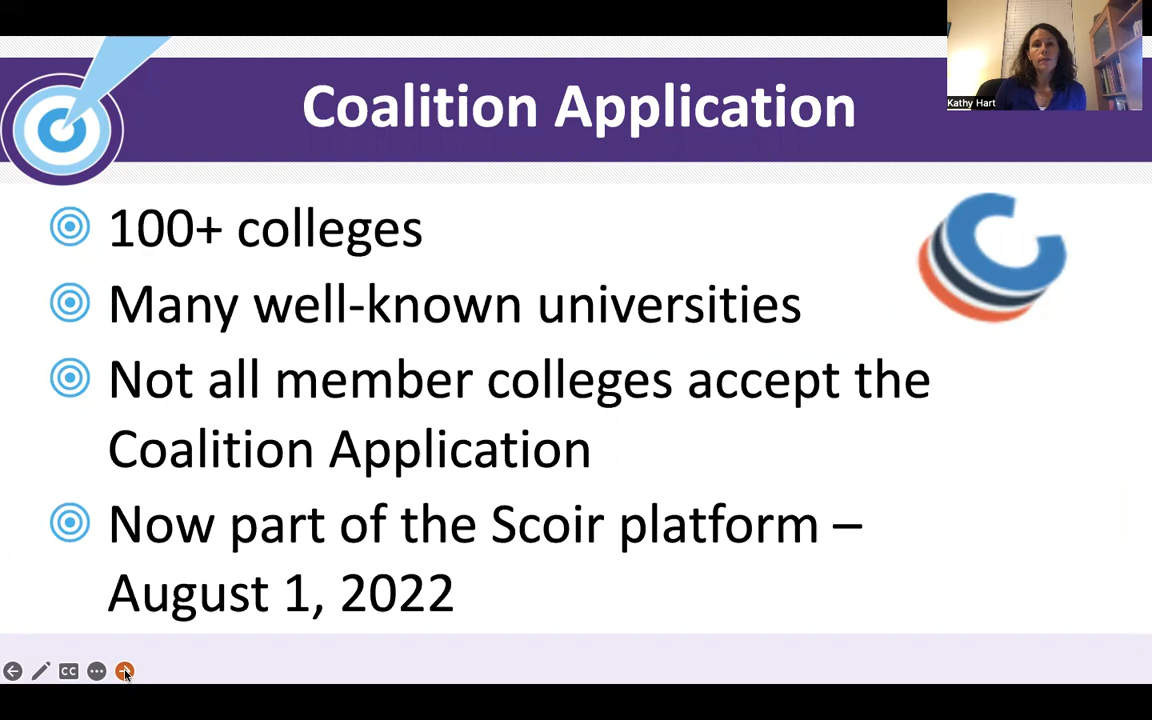 Coalition Application
Kathy Hart
100+ colleges
Many well-known universities
Not all member colleges accept the
Coalition Application
Now part of the Scoir platform –
August 1, 2022
CC